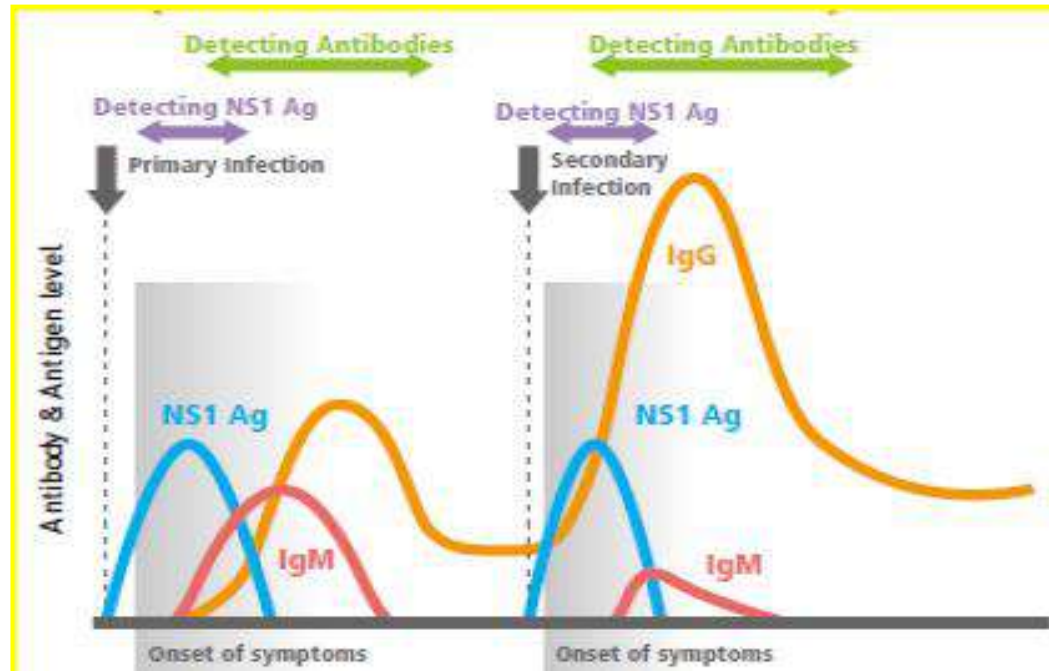 Detecting Antibodies
Detecting Antibodies
Detecting NS1 Ag
Detecting NS1 Ag
Primary Infection
Secondary
Infection
Antibody & Antigen level
IgG
NS1 Ag
NS1 Ag
IgM
IgM
Onset of symptoms
Onset of symptoms